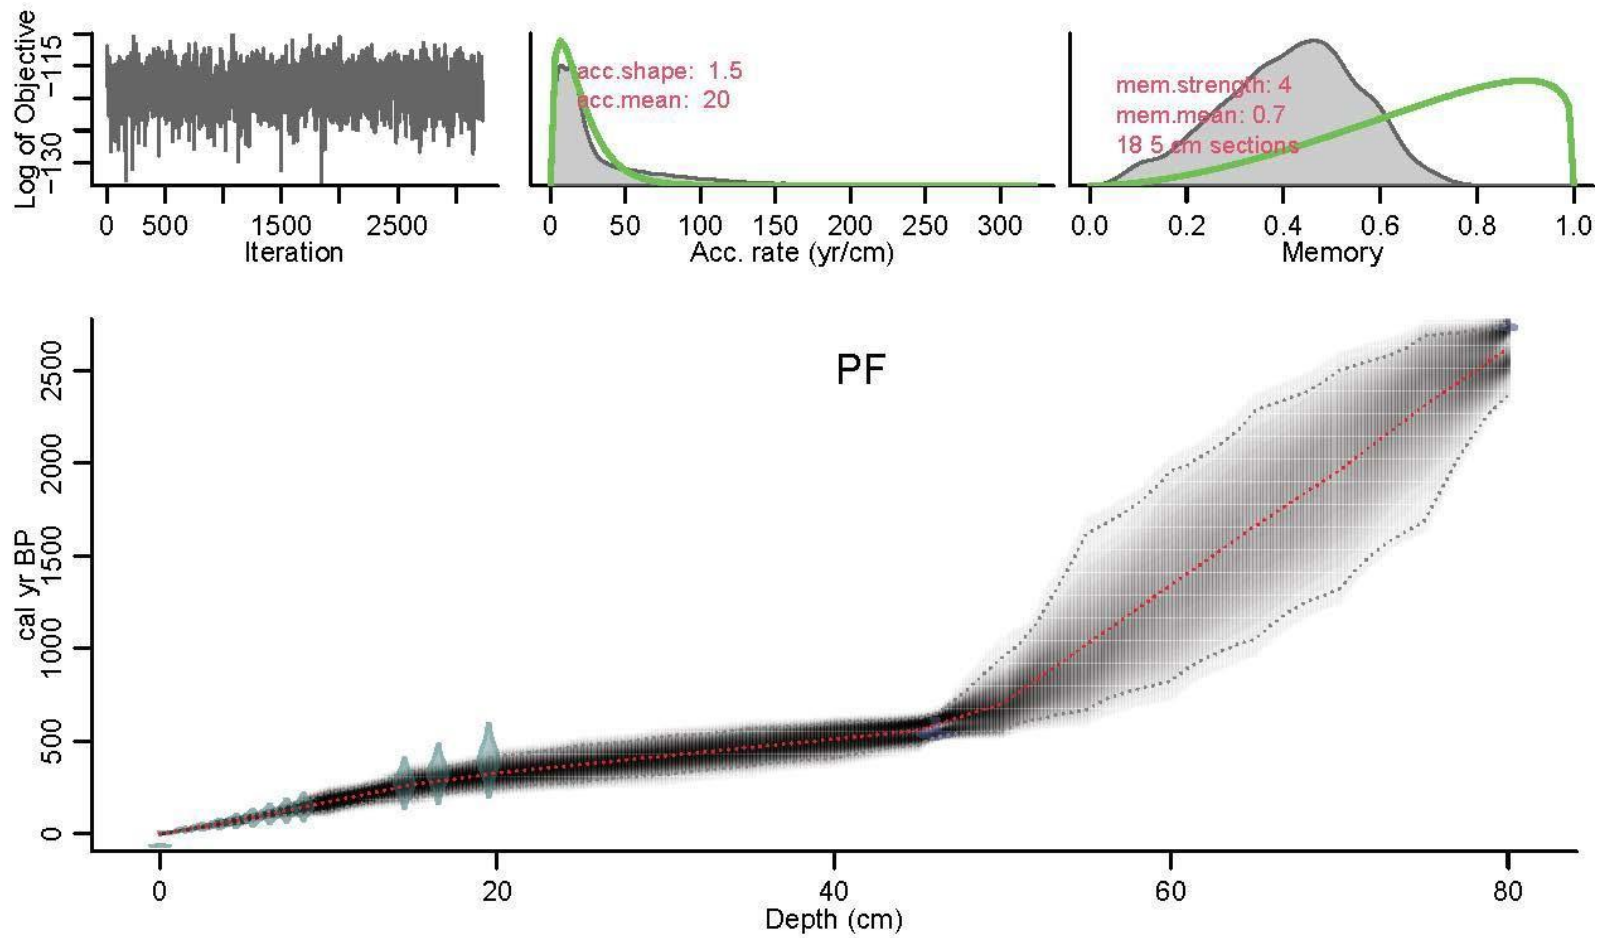 Log of Objective
−130
−115
0 500 1500 2500
Iteration
acc.shape: 1.5
acc.mean: 20
0 50 100 150 200 250 300
Acc. rate (yr/cm)
mem.strength: 4
mem.mean: 0.7
18 5 cm sections
0.0 0.2 0.4 0.6 0.8 1.0
Memory
PF
cal yr BP
0 500 1000 1500 2000 2500
0 20 40 60 80
Depth (cm)